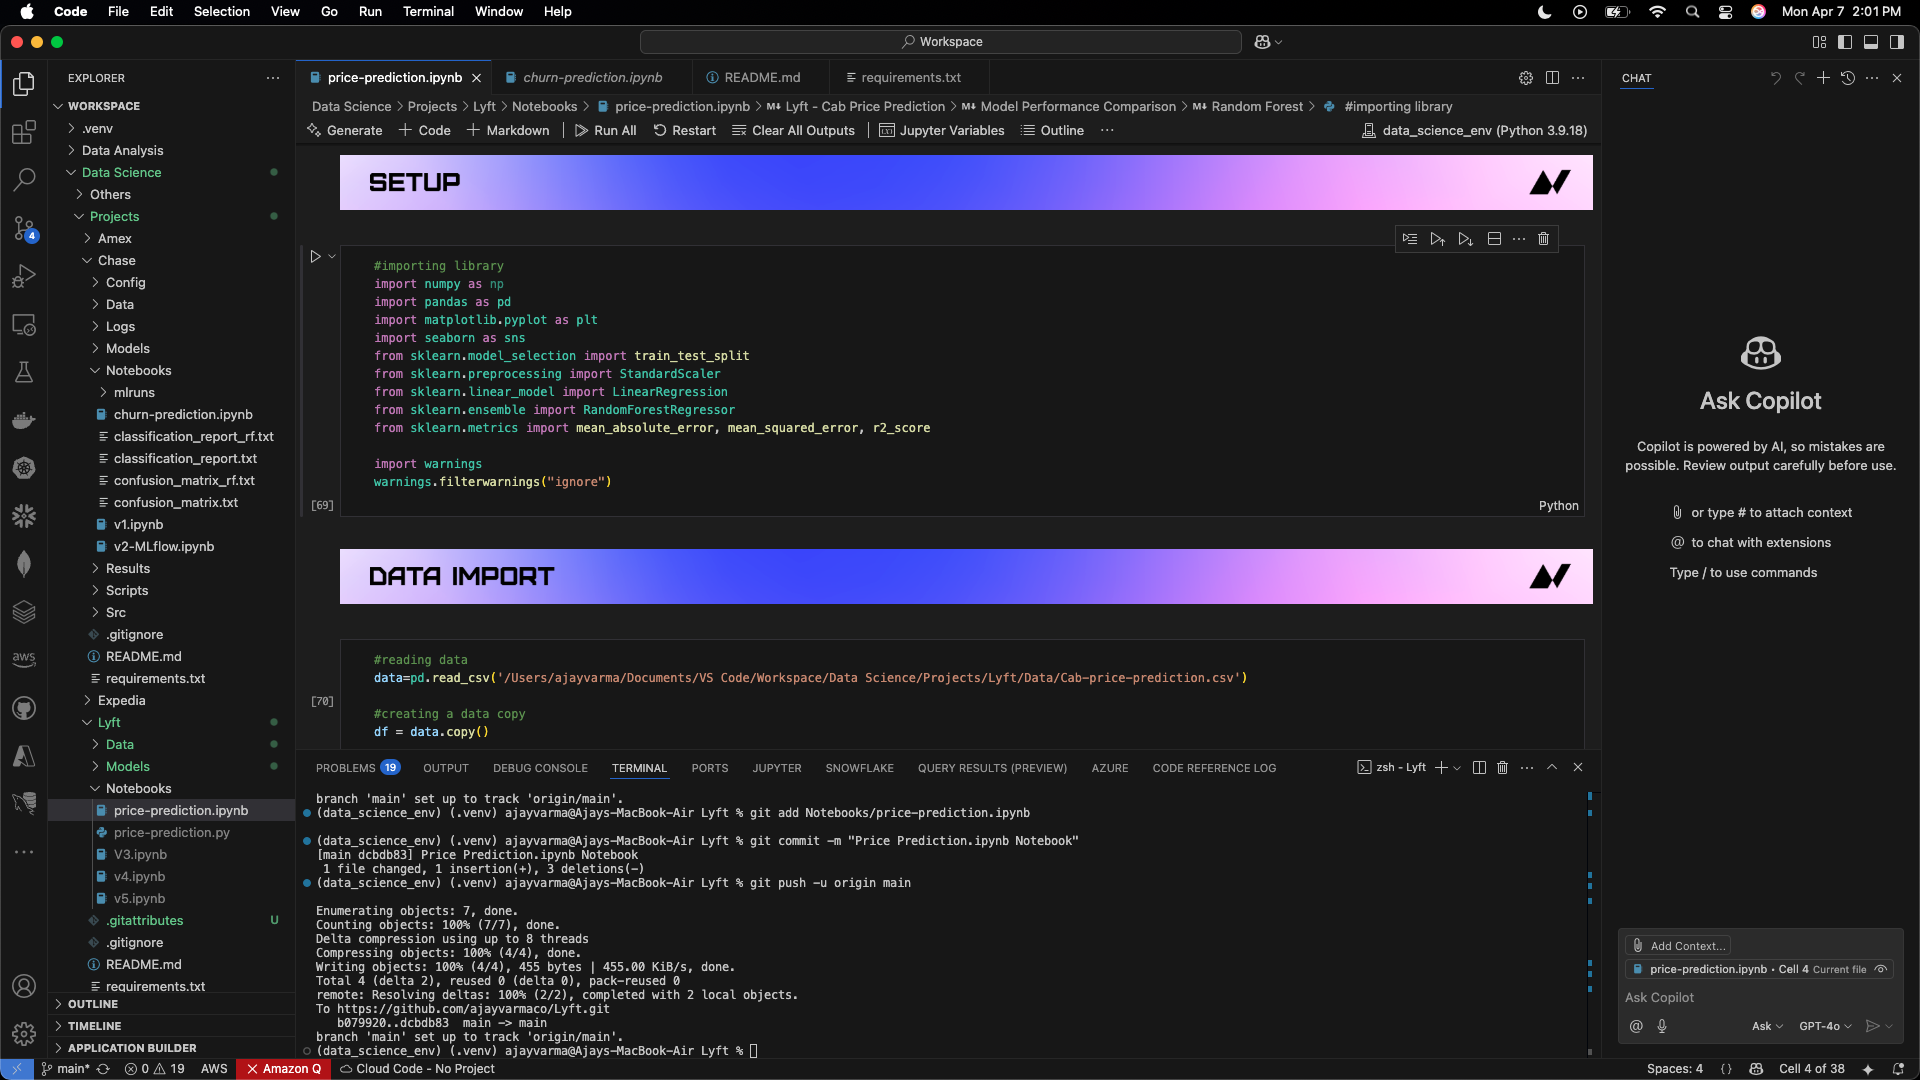 Code File Edit Selection View Go Run Terminal Window Help
Mon Apr 7 2:01 PM
Workspace
EXPLORER
WORKSPACE
.venv
Data Analysis
Data Science
Others
Projects
Amex
Chase
Config
Data
Logs
Models
Notebooks
mlruns
churn-prediction.ipynb
classification_report_rf.txt
classification_report.txt
confusion_matrix_rf.txt
confusion_matrix.txt
v1.ipynb
v2-MLflow.ipynb
Results
Scripts
Src
.gitignore
README.md
requirements.txt
Expedia
Lyft
Data
Models
Notebooks
price-prediction.ipynb
price-prediction.py
V3.ipynb
v4.ipynb
v5.ipynb
.gitattributes U
.gitignore
README.md
requirements.txt
OUTLINE
TIMELINE
APPLICATION BUILDER
4
aws
price-prediction.ipynb churn-prediction.ipynb README.md requirements.txt
Data Science > Projects > Lyft > Notebooks > price-prediction.ipynb > M↓ Lyft - Cab Price Prediction > M↓ Model Performance Comparison > M↓ Random Forest > #importing library
Generate + Code + Markdown Run All Restart Clear All Outputs Jupyter Variables Outline ··· data_science_env (Python 3.9.18)
SETUP
#importing library
import numpy as np
import pandas as pd
import matplotlib.pyplot as plt
import seaborn as sns
from sklearn.model_selection import train_test_split
from sklearn.preprocessing import StandardScaler
from sklearn.linear_model import LinearRegression
from sklearn.ensemble import RandomForestRegressor
from sklearn.metrics import mean_absolute_error, mean_squared_error, r2_score
import warnings
warnings.filterwarnings("ignore")
[69]
Python
DATA IMPORT
#reading data
data=pd.read_csv('/Users/ajayvarma/Documents/VS Code/Workspace/Data Science/Projects/Lyft/Data/Cab-price-prediction.csv')
[70]
#creating a data copy
df = data.copy()
PROBLEMS 19 OUTPUT DEBUG CONSOLE TERMINAL PORTS JUPYTER SNOWFLAKE QUERY RESULTS (PREVIEW) AZURE CODE REFERENCE LOG zsh - Lyft
branch 'main' set up to track 'origin/main'.
(data_science_env) (.venv) ajayvarma@Ajays-MacBook-Air Lyft % git add Notebooks/price-prediction.ipynb
(data_science_env) (.venv) ajayvarma@Ajays-MacBook-Air Lyft % git commit -m "Price Prediction.ipynb Notebook"
[main dcbdb83] Price Prediction.ipynb Notebook
1 file changed, 1 insertion(+), 3 deletions(-)
(data_science_env) (.venv) ajayvarma@Ajays-MacBook-Air Lyft % git push -u origin main
Enumerating objects: 7, done.
Counting objects: 100% (7/7), done.
Delta compression using up to 8 threads
Compressing objects: 100% (4/4), done.
Writing objects: 100% (4/4), 455 bytes | 455.00 KiB/s, done.
Total 4 (delta 2), reused 0 (delta 0), pack-reused 0
remote: Resolving deltas: 100% (2/2), completed with 2 local objects.
To https://github.com/ajayvarmaco/Lyft.git
b079920..dcbdb83 main -> main
branch 'main' set up to track 'origin/main'.
(data_science_env) (.venv) ajayvarma@Ajays-MacBook-Air Lyft %
CHAT
Ask Copilot
Copilot is powered by AI, so mistakes are
possible. Review output carefully before use.
or type # to attach context
@ to chat with extensions
Type / to use commands
Add Context...
price-prediction.ipynb • Cell 4 Current file
Ask Copilot
@ Ask GPT-4o
main* 0 19 AWS Amazon Q Cloud Code - No Project Spaces: 4 {} Cell 4 of 38